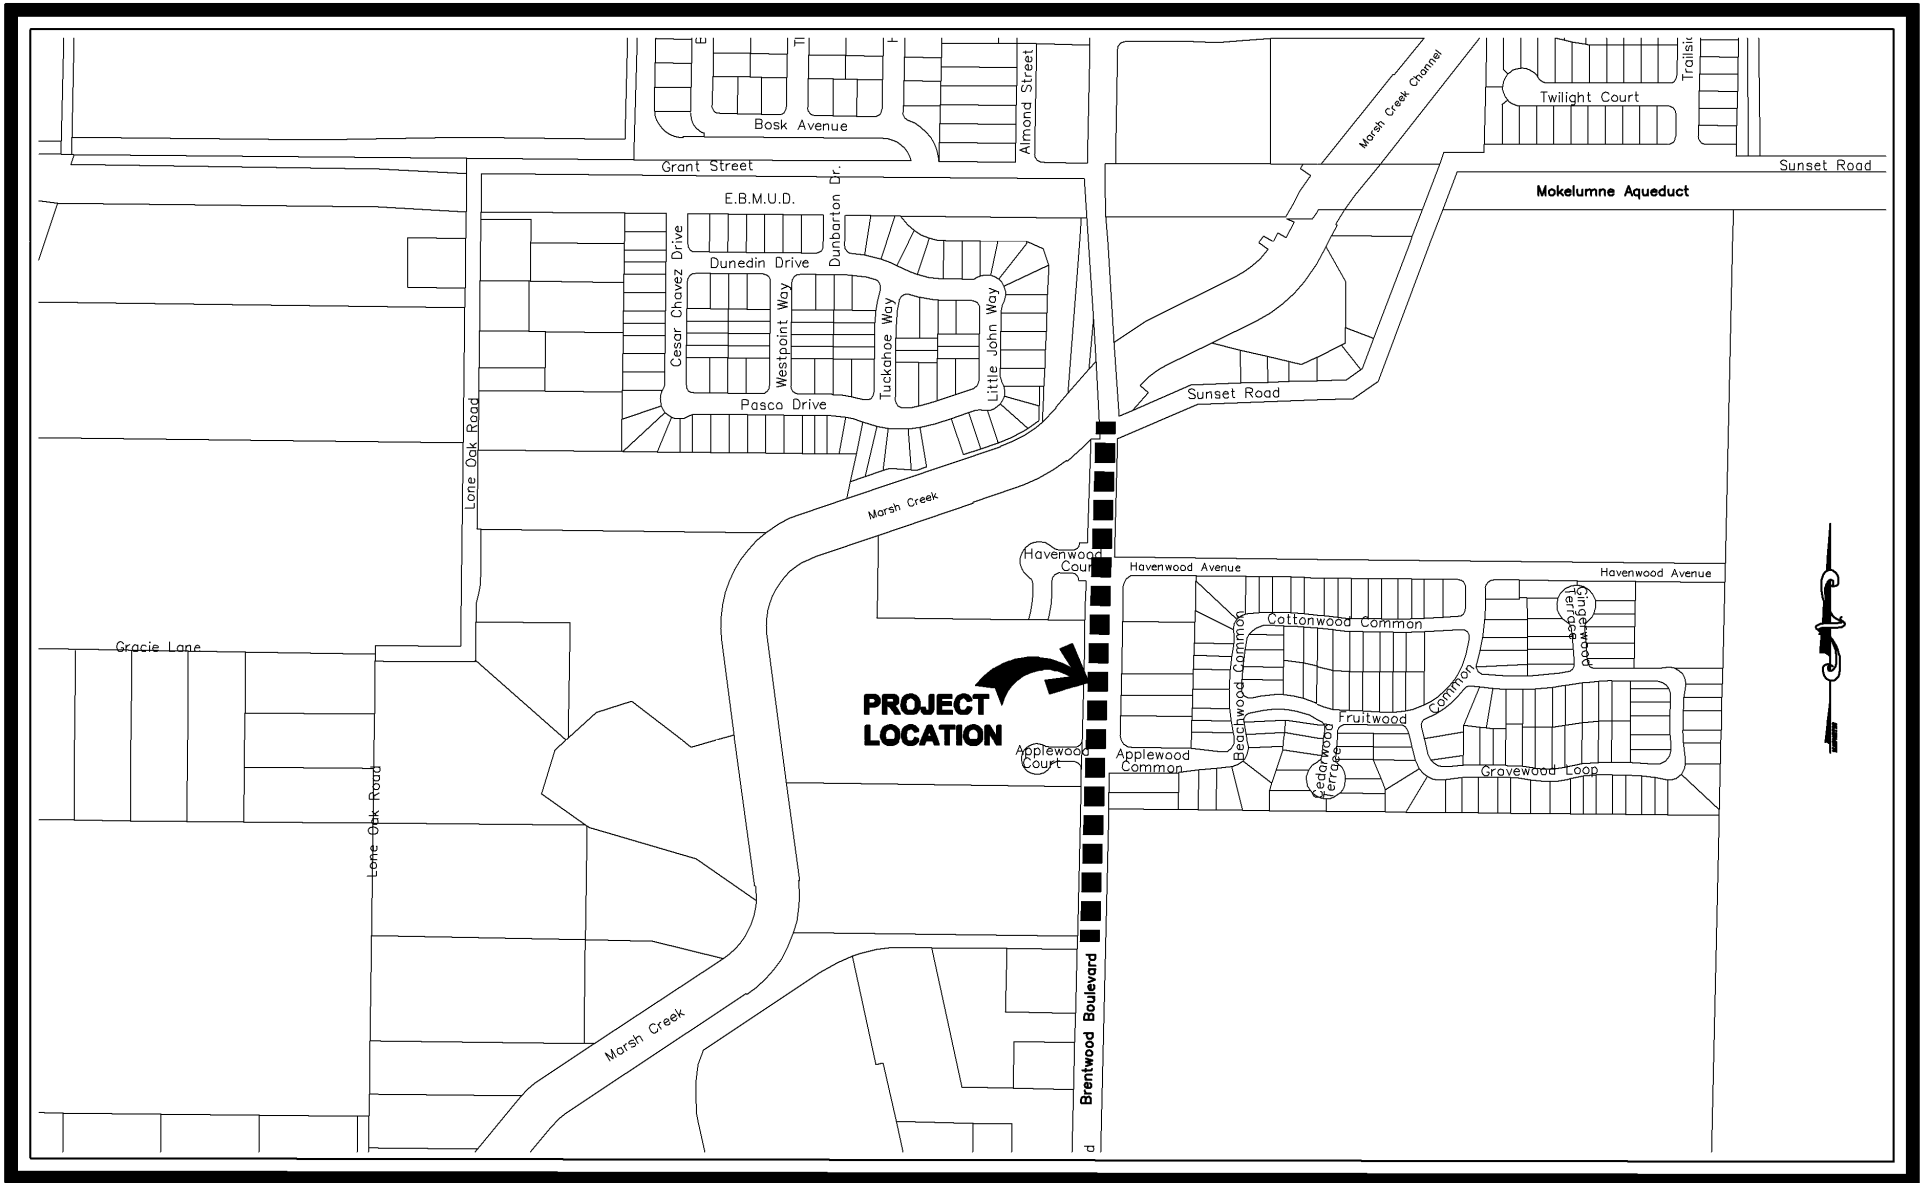 Almond Street
Marsh Creek Channel
Twilight Court
Bosk Avenue
Grant Street
Sunset Road
Mokelumne Aqueduct
E.B.M.U.D.
Dunbarton Dr.
Cesar Chavez Drive
Dunedin Drive
Westpoint Way
Tuckahoe Way
Little John Way
Pasco Drive
Sunset Road
Lone Oak Road
Marsh Creek
Havenwood
Cour
Havenwood Avenue
Havenwood Avenue
Gingerwood
Terrace
Cottonwood Common
Beachwood Common
Gracie Lane
Common
Fruitwood
PROJECT
LOCATION
Applewood
Court
Applewood
Common
Cedarwood
Terrace
Gravewood Loop
Lone Oak Road
Marsh Creek
Brentwood Boulevard
d